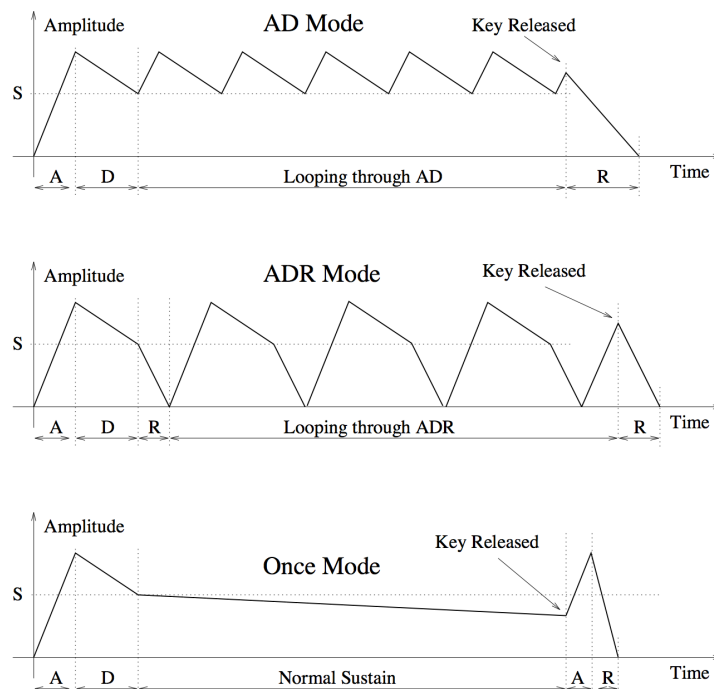 Amplitude
AD Mode
Key Released
S
A D Looping through AD R Time
Amplitude
ADR Mode
Key Released
S
A D R Looping through ADR R Time
Amplitude
Once Mode
Key Released
S
A D Normal Sustain A R Time